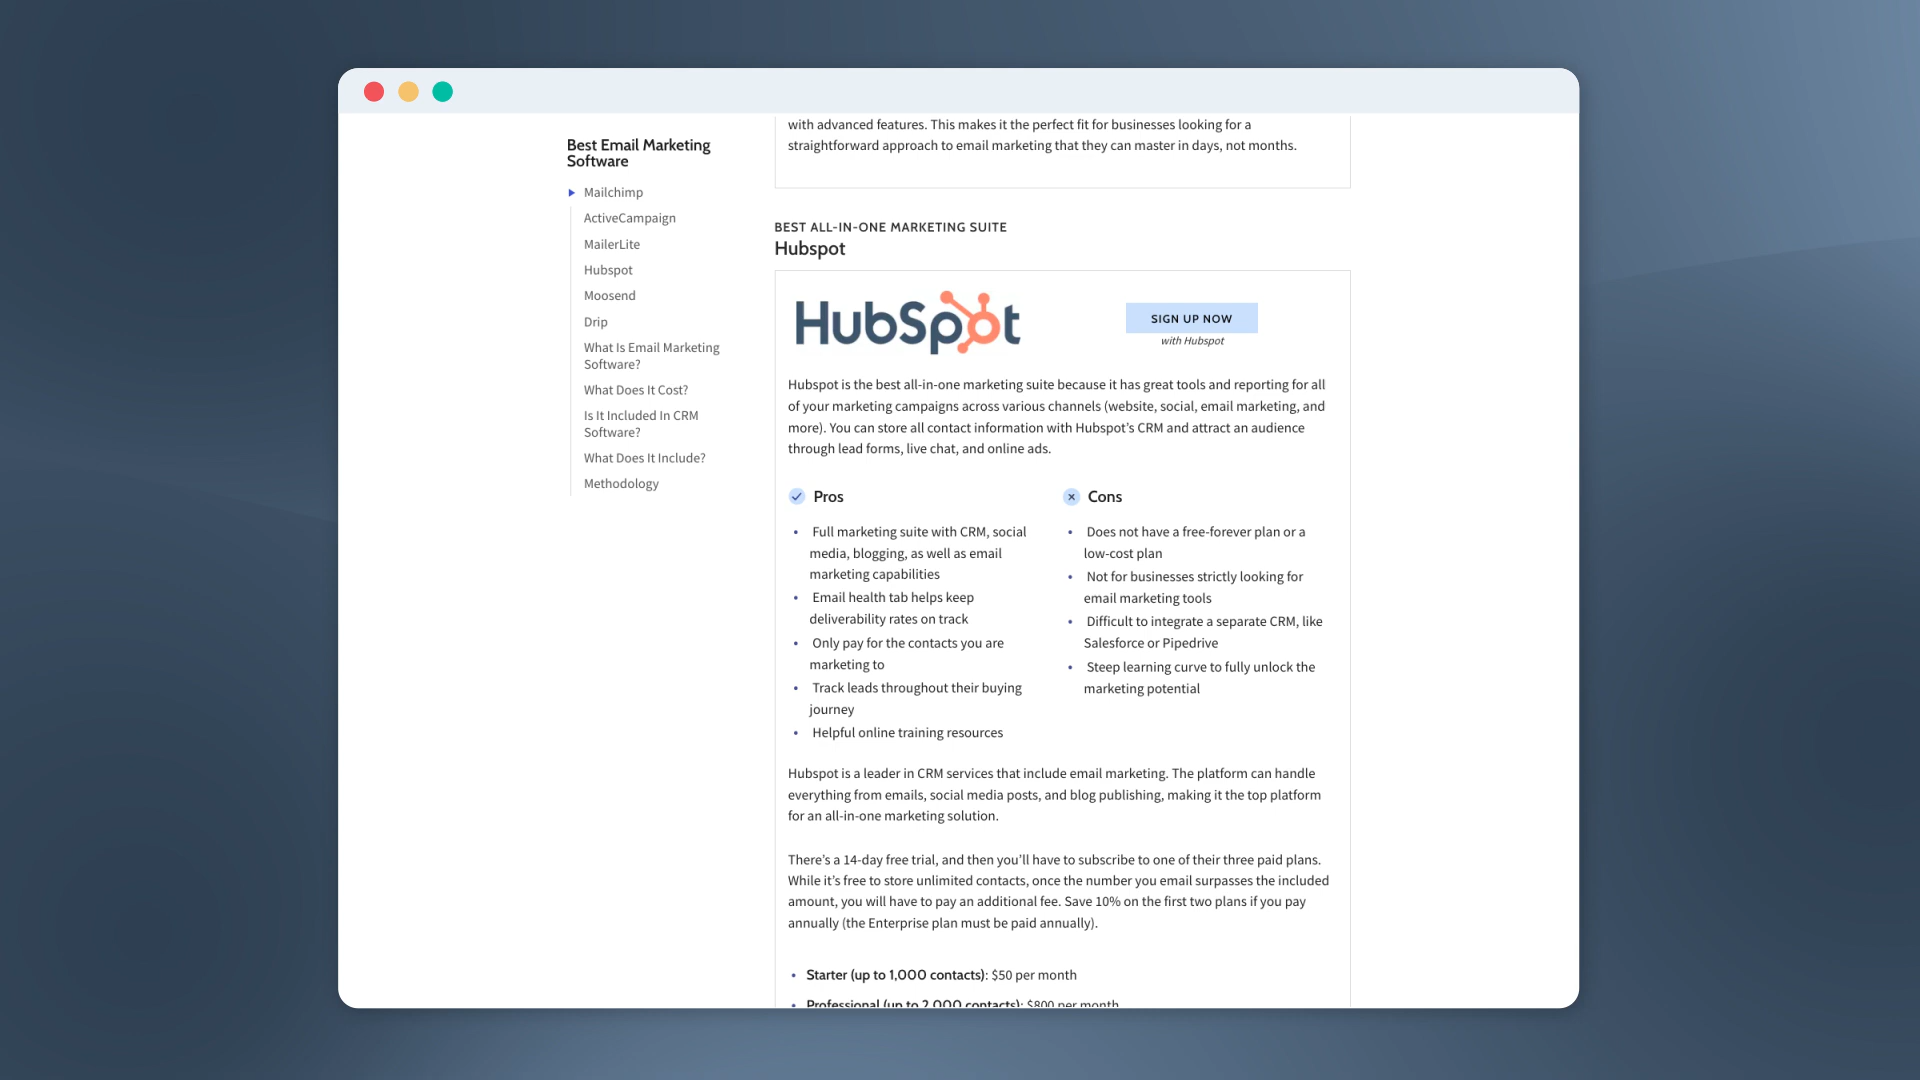 Best Email Marketing
Software
Mailchimp
ActiveCampaign
MailerLite
Hubspot
Moosend
Drip
What Is Email Marketing
Software?
What Does It Cost?
Is It Included In CRM
Software?
What Does It Include?
Methodology
with advanced features. This makes it the perfect fit for businesses looking for a
straightforward approach to email marketing that they can master in days, not months.
BEST ALL-IN-ONE MARKETING SUITE
Hubspot
HubSpot
SIGN UP NOW
with Hubspot
Hubspot is the best all-in-one marketing suite because it has great tools and reporting for all
of your marketing campaigns across various channels (website, social, email marketing, and
more). You can store all contact information with Hubspot’s CRM and attract an audience
through lead forms, live chat, and online ads.
Pros
• Full marketing suite with CRM, social
media, blogging, as well as email
marketing capabilities
• Email health tab helps keep
deliverability rates on track
• Only pay for the contacts you are
marketing to
• Track leads throughout their buying
journey
• Helpful online training resources
Cons
• Does not have a free-forever plan or a
low-cost plan
• Not for businesses strictly looking for
email marketing tools
• Difficult to integrate a separate CRM, like
Salesforce or Pipedrive
• Steep learning curve to fully unlock the
marketing potential
Hubspot is a leader in CRM services that include email marketing. The platform can handle
everything from emails, social media posts, and blog publishing, making it the top platform
for an all-in-one marketing solution.
There’s a 14-day free trial, and then you’ll have to subscribe to one of their three paid plans.
While it’s free to store unlimited contacts, once the number you email surpasses the included
amount, you will have to pay an additional fee. Save 10% on the first two plans if you pay
annually (the Enterprise plan must be paid annually).
• Starter (up to 1,000 contacts): $50 per month
• Professional (up to 2,000 contacts): $800 per month